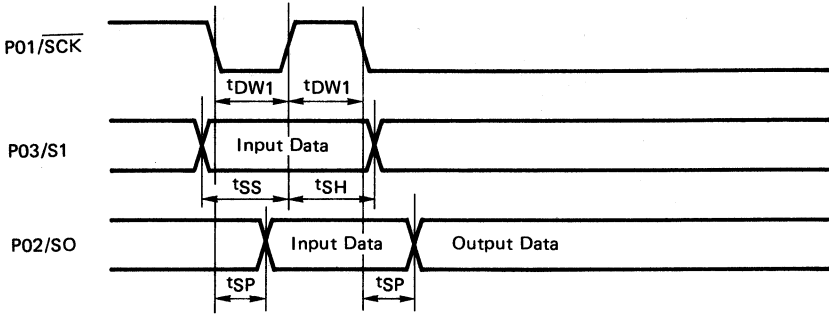 P01/SCK
tDW1 tDW1
P03/S1 Input Data
tSS tSH
P02/SO Input Data Output Data
tSP tSP